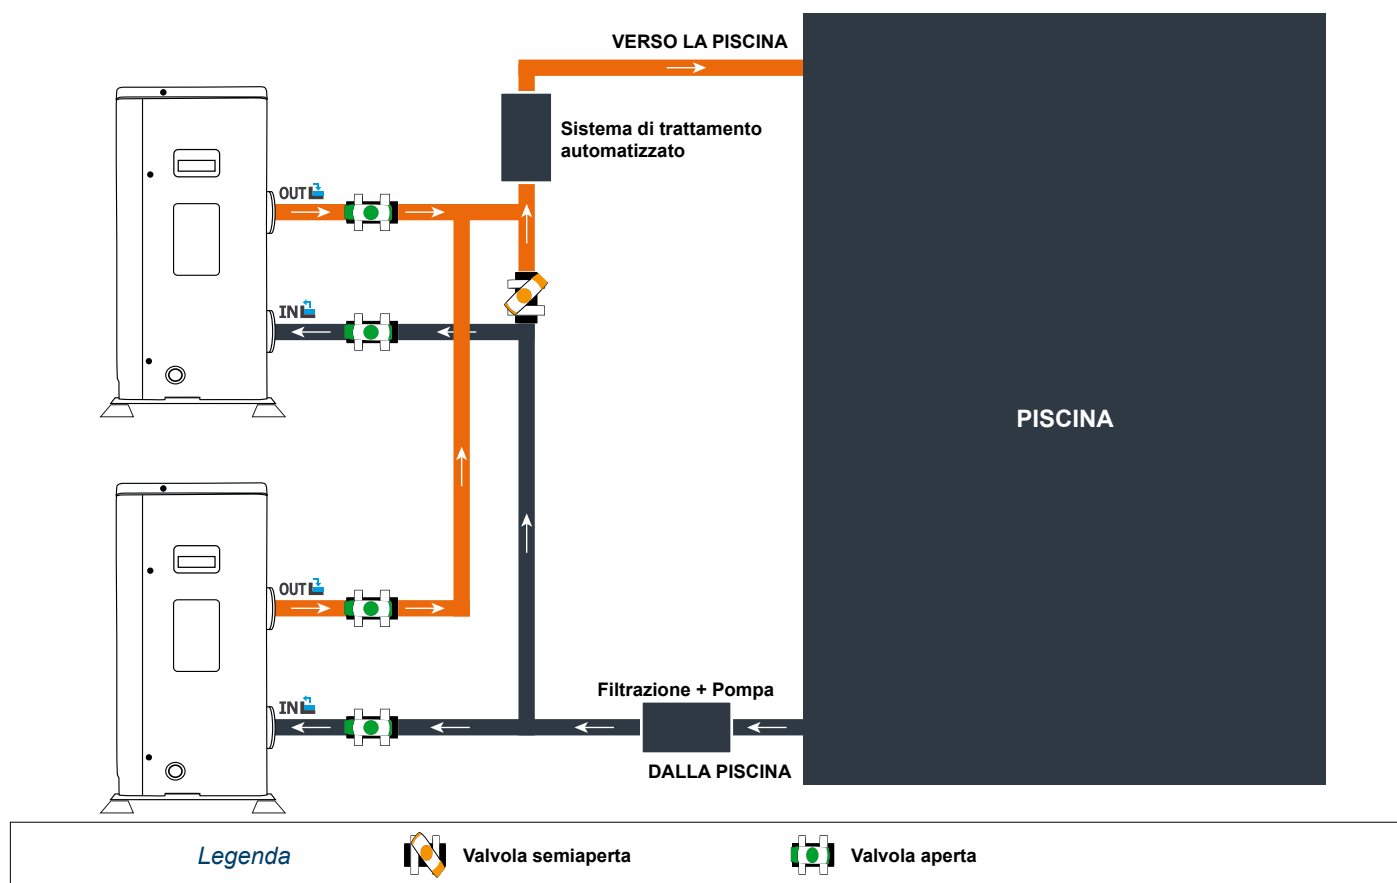 VERSO LA PISCINA
Sistema di trattamento
automatizzato
OUT
IN
PISCINA
OUT
Filtrazione + Pompa
IN
DALLA PISCINA
Legenda
Valvola semiaperta
Valvola aperta